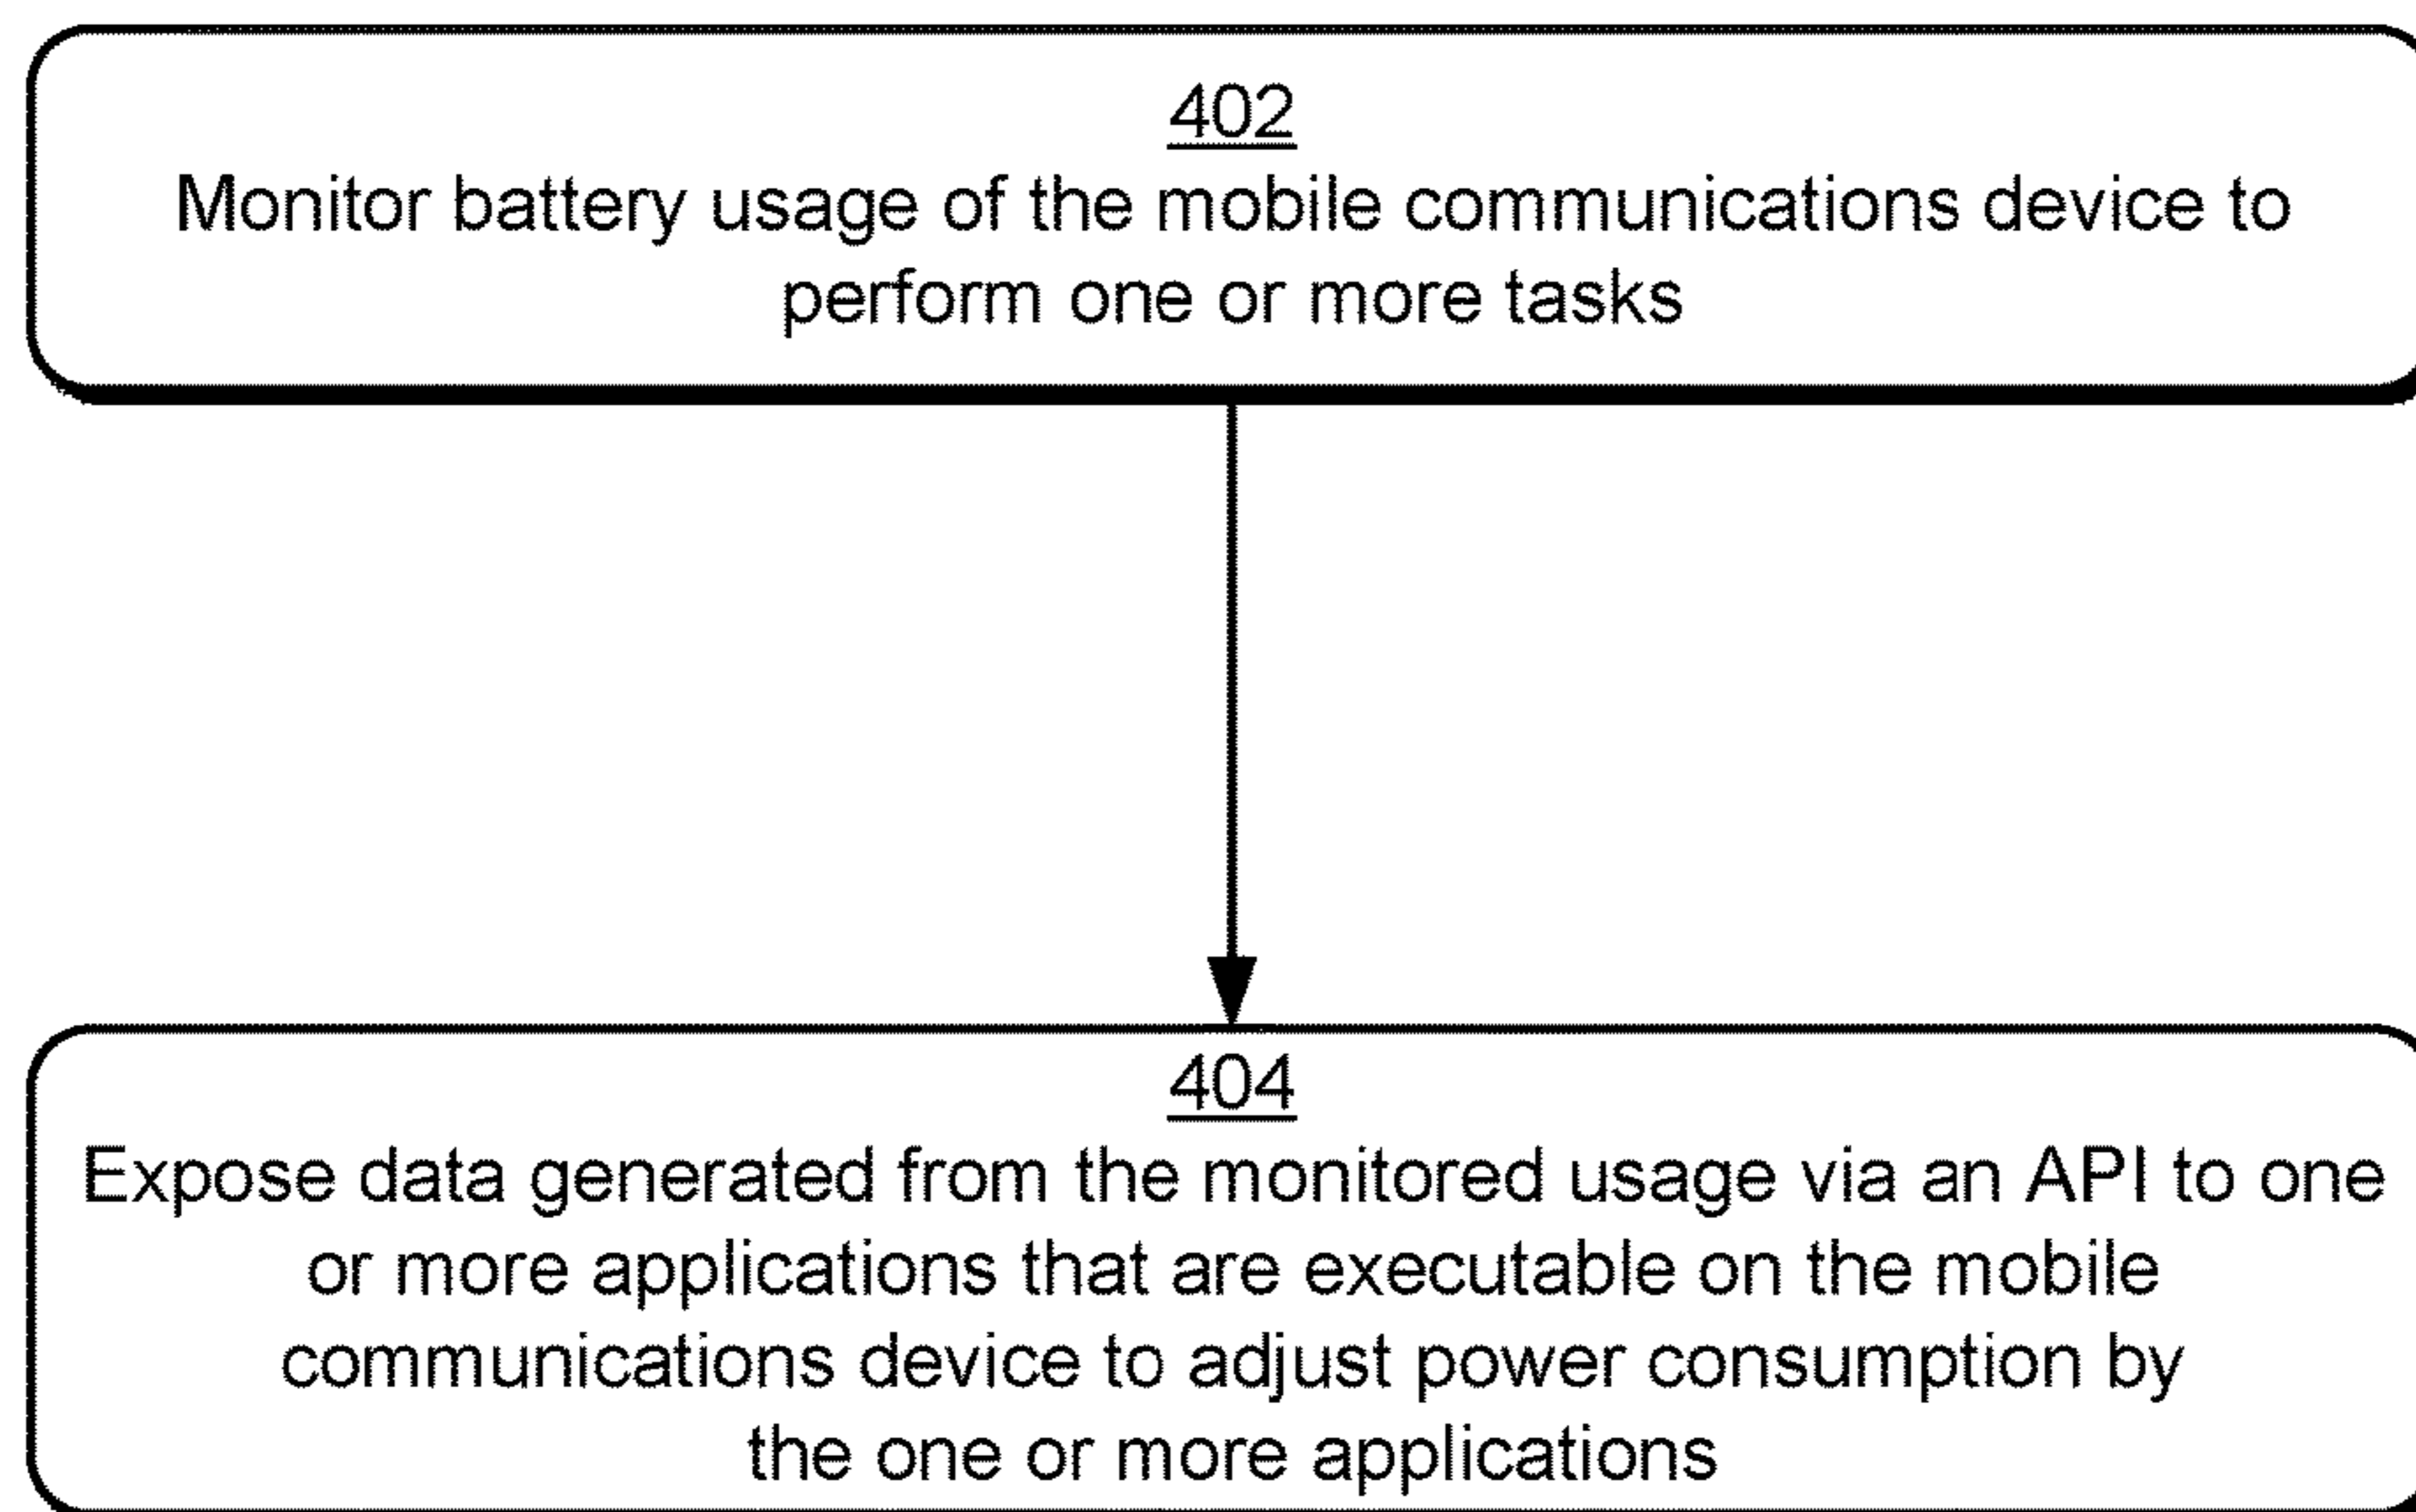 402
Monitor battery usage of the mobile communications device to
perform one or more tasks
404
Expose data generated from the monitored usage via an API to one
or more applications that are executable on the mobile
communications device to adjust power consumption by
the one or more applications